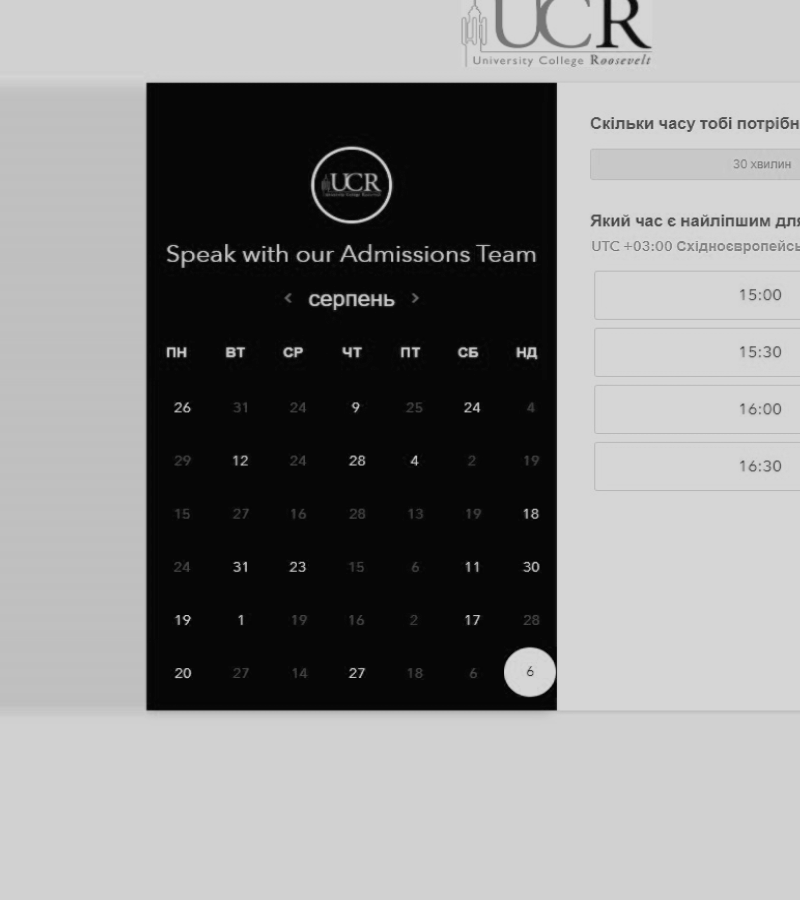 UCR
University College Roosevelt
UCR
Speak with our Admissions Team
< серпень >
ПН ВТ СР ЧТ ПТ СБ НД
26 31 24 9 25 24 4
29 12 24 28 4 2 19
15 27 16 28 13 19 18
24 31 23 15 6 11 30
19 1 19 16 2 17 28
20 27 14 27 18 6 6
Скільки часу тобі потрібн
30 хвилин
Який час є найліпшим для
UTC +03:00 Східноєвропейсь
15:00
15:30
16:00
16:30